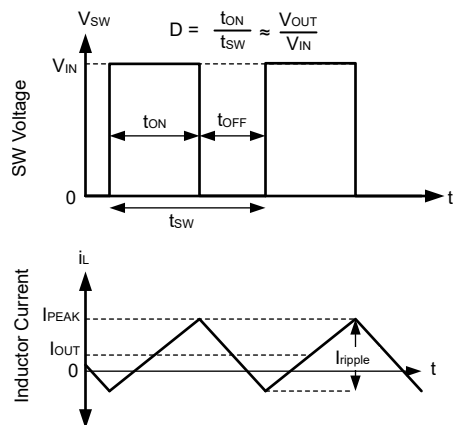 VSW
D = tON / tSW ≈ VOUT / VIN
VIN
SW Voltage
tON
tOFF
0
t
tSW
iL
Inductor Current
IPEAK
IOUT
0
Iripple
t